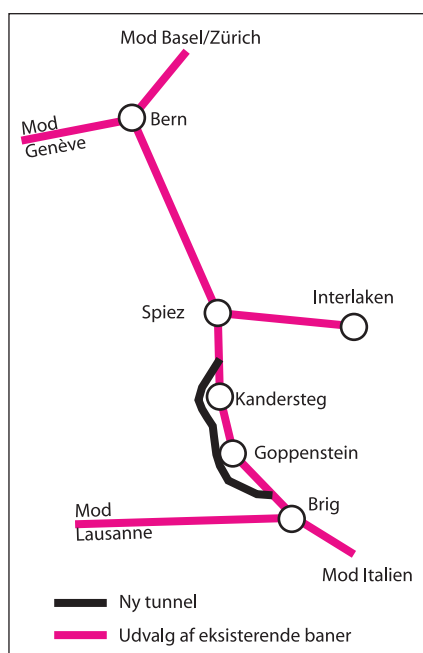 Mod Basel/Zürich
Bern
Mod
Genève
Spiez
Interlaken
Kandersteg
Goppenstein
Brig
Mod
Lausanne
Mod Italien
Ny tunnel
Udvalg af eksisterende baner